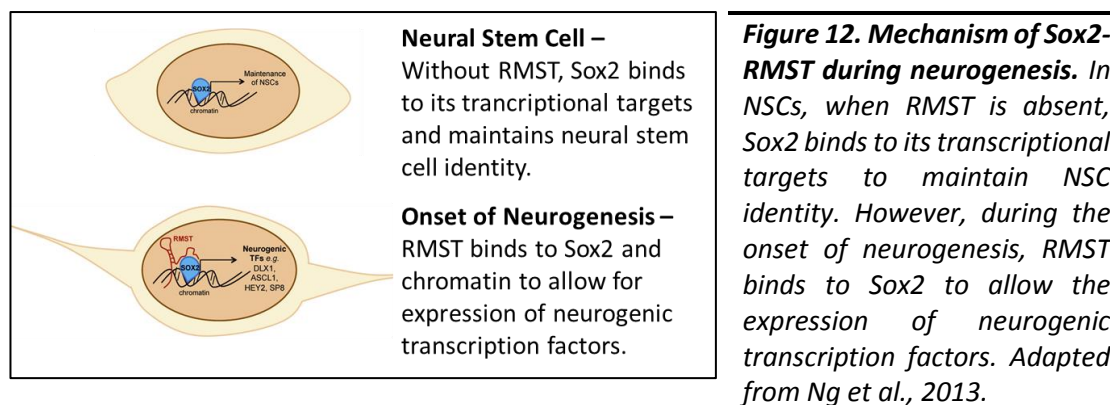 Maintenance
of NSCs
SOX2
chromatin
Neural Stem Cell –
Without RMST, Sox2 binds
to its trancriptional targets
and maintains neural stem
cell identity.
RMST
Neurogenic
TFs e.g.
DLX1,
ASCL1,
HEY2, SP8
SOX2
chromatin
Onset of Neurogenesis –
RMST binds to Sox2 and
chromatin to allow for
expression of neurogenic
transcription factors.
Figure 12. Mechanism of Sox2-
RMST during neurogenesis. In
NSCs, when RMST is absent,
Sox2 binds to its transcriptional
targets to maintain NSC
identity. However, during the
onset of neurogenesis, RMST
binds to Sox2 to allow the
expression of neurogenic
transcription factors. Adapted
from Ng et al., 2013.